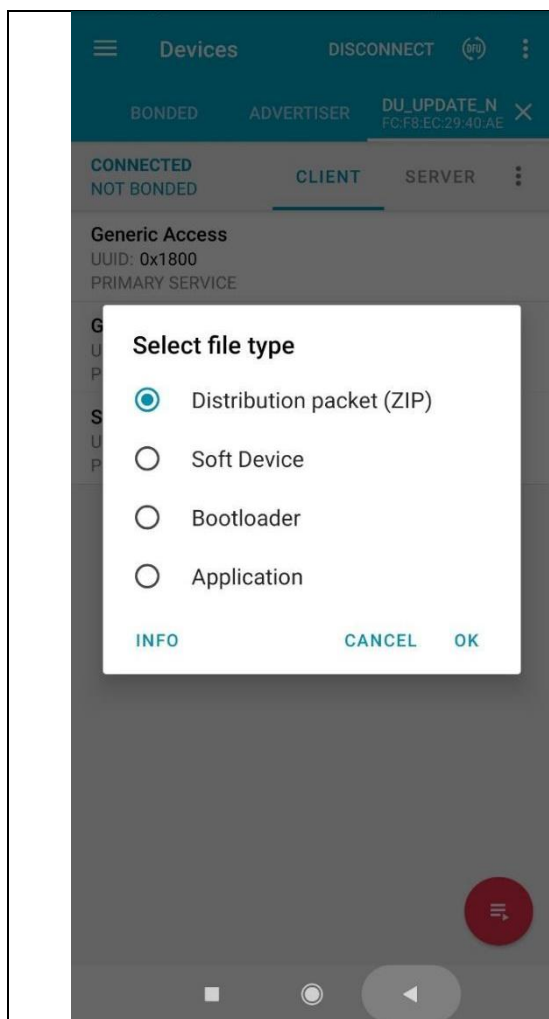 Devices
DISCONNECT
DFU
BONDED
ADVERTISER
DU_UPDATE_N
FC:F8:EC:29:40:AE
CONNECTED
NOT BONDED
CLIENT
SERVER
Generic Access
UUID: 0x1800
PRIMARY SERVICE
G
U
P
S
U
P
Select file type
Distribution packet (ZIP)
Soft Device
Bootloader
Application
INFO
CANCEL
OK